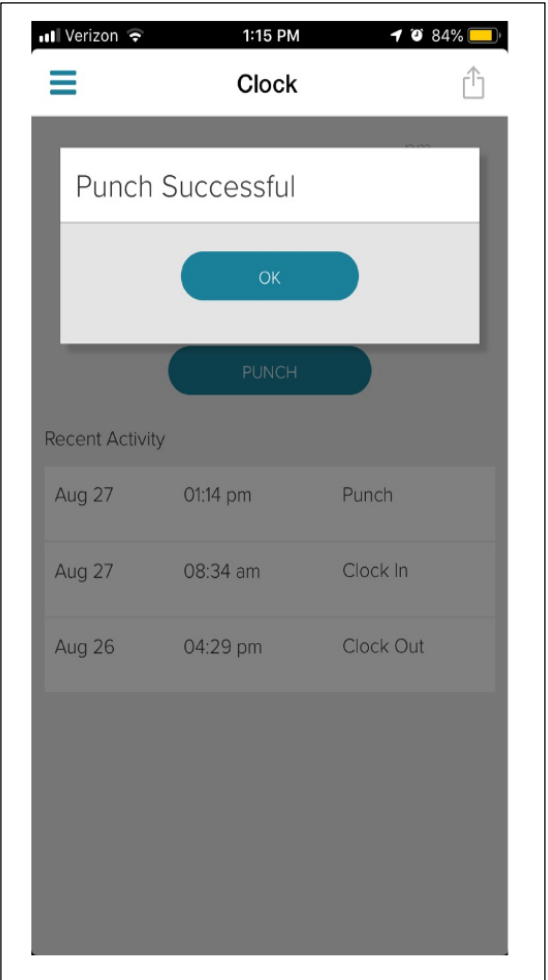 Verizon 1:15 PM 84%
Clock
pm
Punch Successful
OK
PUNCH
Recent Activity
Aug 27 01:14 pm Punch
Aug 27 08:34 am Clock In
Aug 26 04:29 pm Clock Out